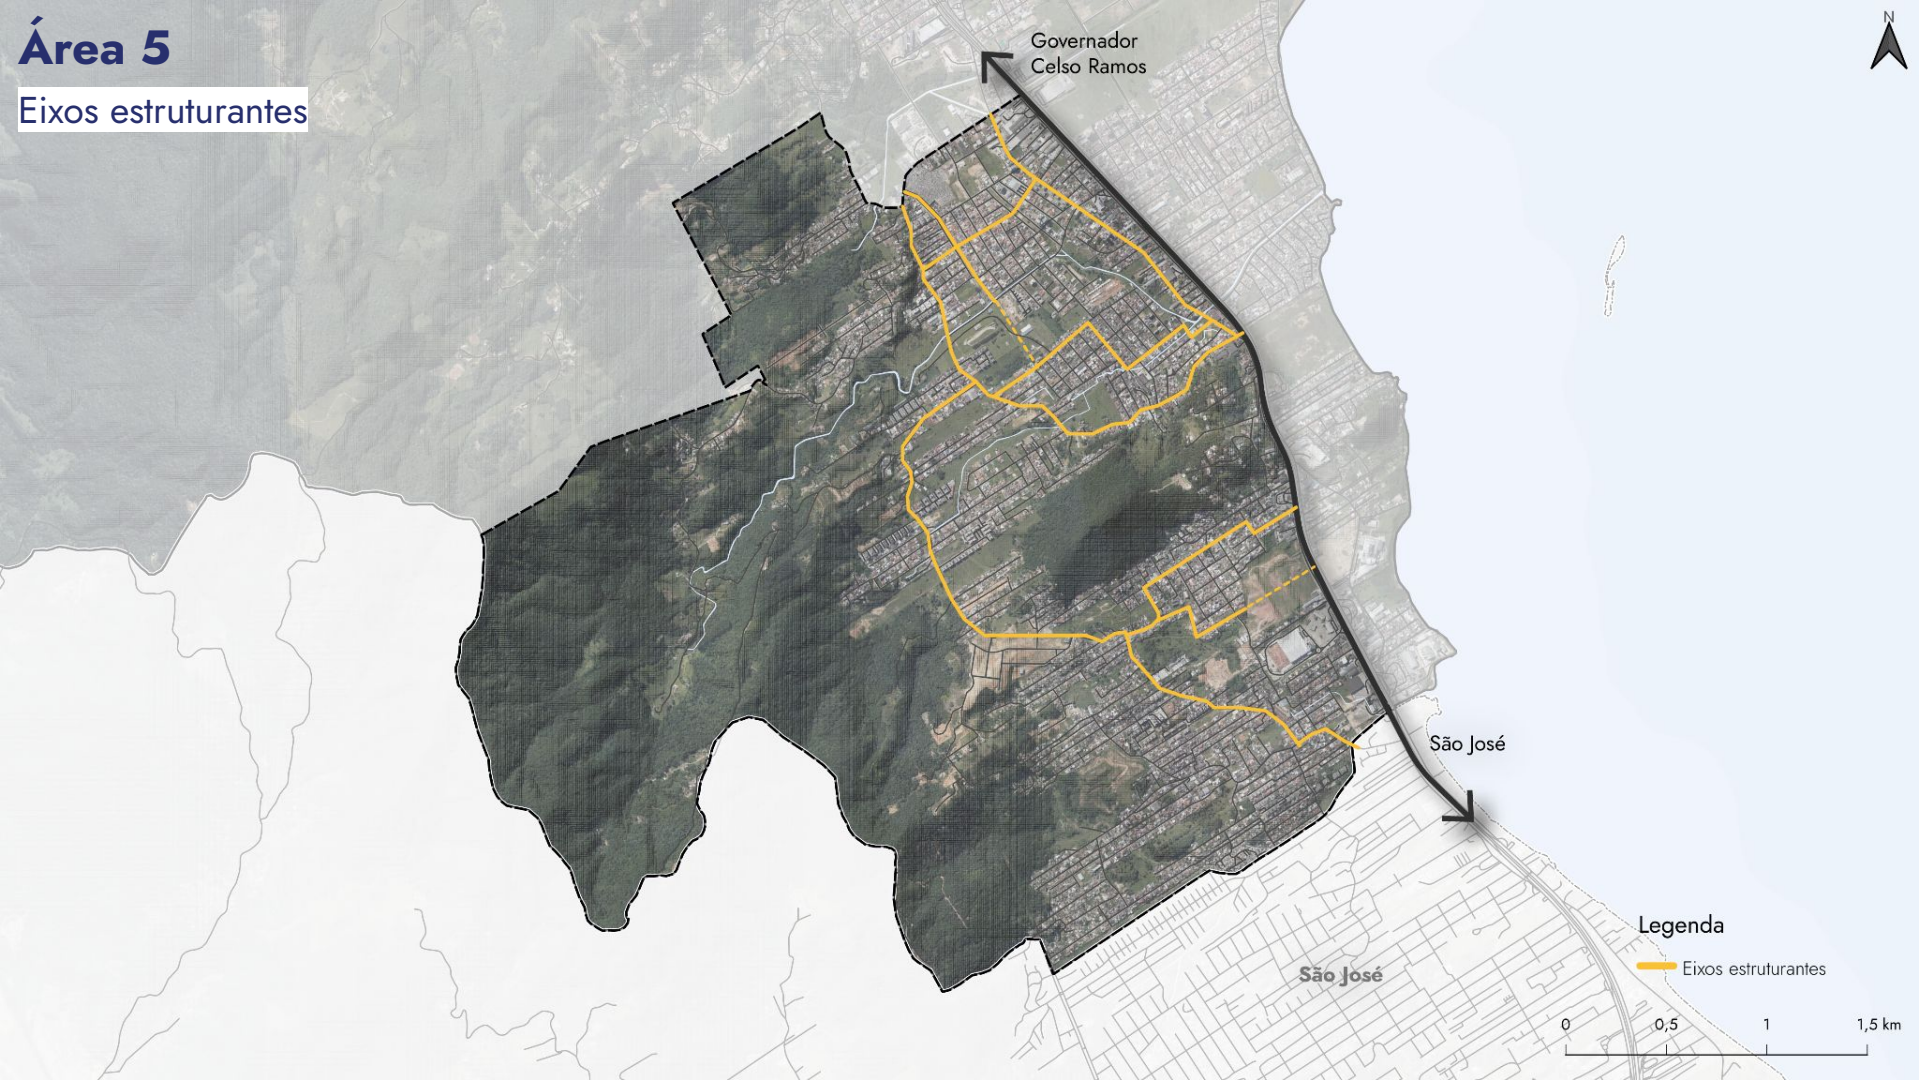 Área 5
Eixos estruturantes
N
Governador
Celso Ramos
São José
São José
Legenda
Eixos estruturantes
0 0,5 1 1,5 km